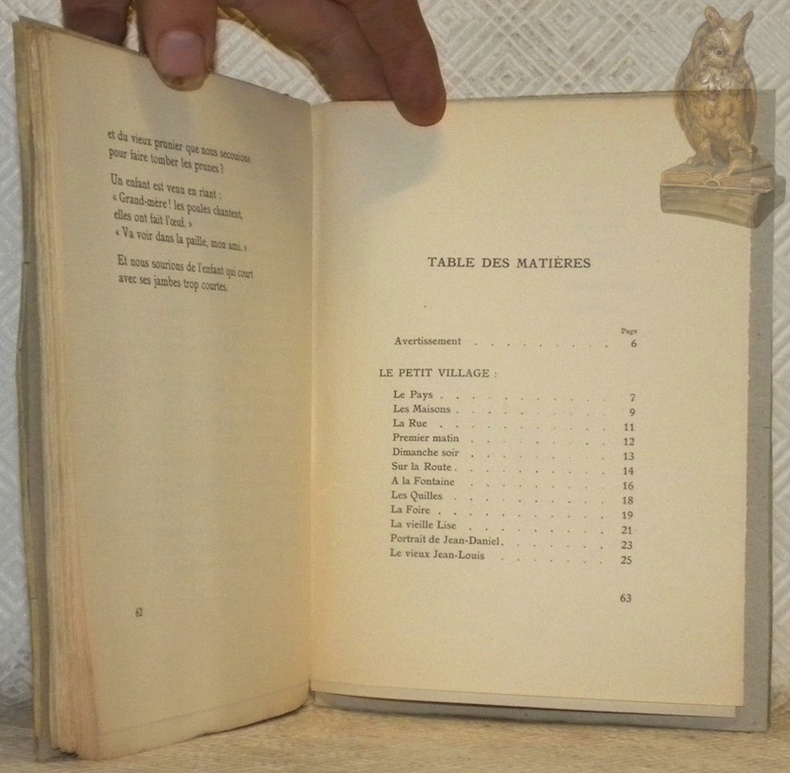 et du vieux prunier que nous secouions
pour faire tomber les prunes ?
Un enfant est venu en riant :
« Grand-mère ! les poules chantent,
elles ont fait l'œuf. »
« Va voir dans la paille, mon ami. »
Et nous sourions de l'enfant qui court
avec ses jambes trop courtes.
62
TABLE DES MATIÈRES
Page
Avertissement . . . . . . . . . 6
LE PETIT VILLAGE :
Le Pays . . . . . . . . . . 7
Les Maisons . . . . . . . . . 9
La Rue . . . . . . . . . . 11
Premier matin . . . . . . . . 12
Dimanche soir . . . . . . . . 13
Sur la Route . . . . . . . . . 14
A la Fontaine . . . . . . . . 16
Les Quilles . . . . . . . . . 18
La Foire . . . . . . . . . . 19
La vieille Lise . . . . . . . . 21
Portrait de Jean-Daniel . . . . . . . 23
Le vieux Jean-Louis . . . . . . 25
63